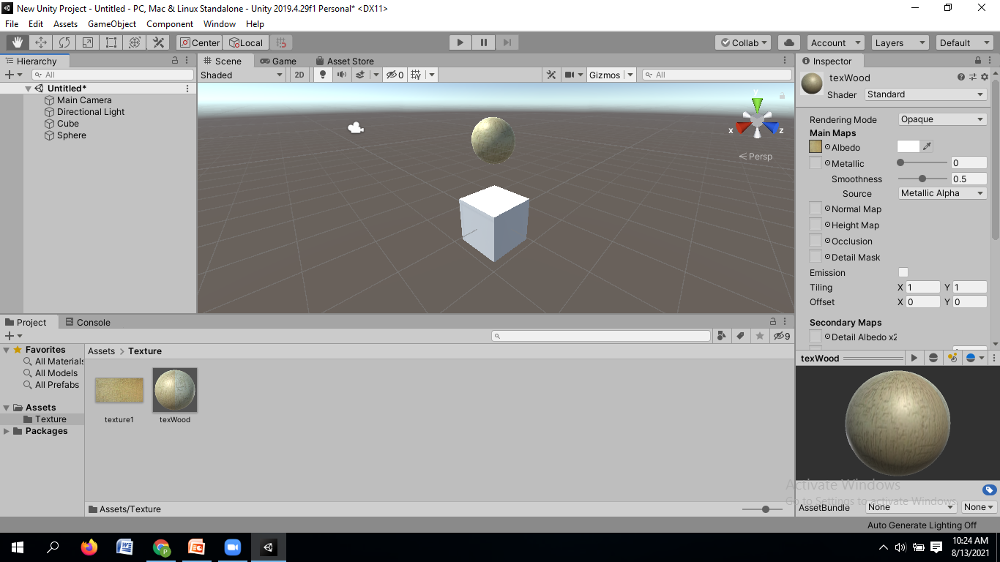 New Unity Project - Untitled - PC, Mac & Linux Standalone - Unity 2019.4.29f1 Personal* <DX11>
File Edit Assets GameObject Component Window Help
Center Local Collab Account Layers Default
Hierarchy
All
Untitled*
Main Camera
Directional Light
Cube
Sphere
Scene Game Asset Store
Shaded 2D 0 Gizmos All
y
x z
Persp
Inspector
texWood
Shader Standard
Rendering Mode Opaque
Main Maps
Albedo
Metallic 0
Smoothness 0.5
Source Metallic Alpha
Normal Map
Height Map
Occlusion
Detail Mask
Emission
Tiling X 1 Y 1
Offset X 0 Y 0
Secondary Maps
Detail Albedo x2
Project Console
9
Favorites
All Materials
All Models
All Prefabs
Assets
Texture
Packages
Assets > Texture
texture1 texWood
Assets/Texture
texWood
Activate Windows
Go to Settings to activate Windows.
AssetBundle None None
Auto Generate Lighting Off
P
10:24 AM
8/13/2021